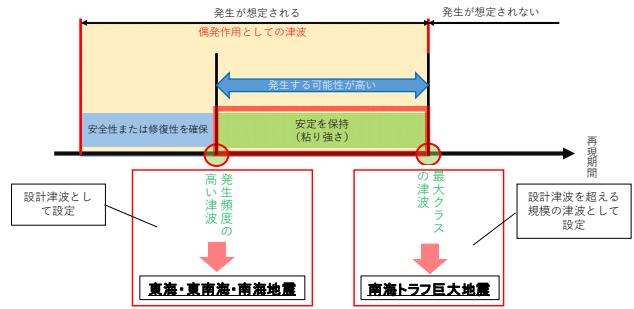 発生が想定される
発生が想定されない
偶発作用としての津波
発生する可能性が高い
安全性または修復性を確保
安定を保持
（粘り強さ）
再現期間
設計津波とし
て設定
発生頻度の
高い津波
最大クラス
の津波
設計津波を超える
規模の津波として
設定
東海・東南海・南海地震
南海トラフ巨大地震